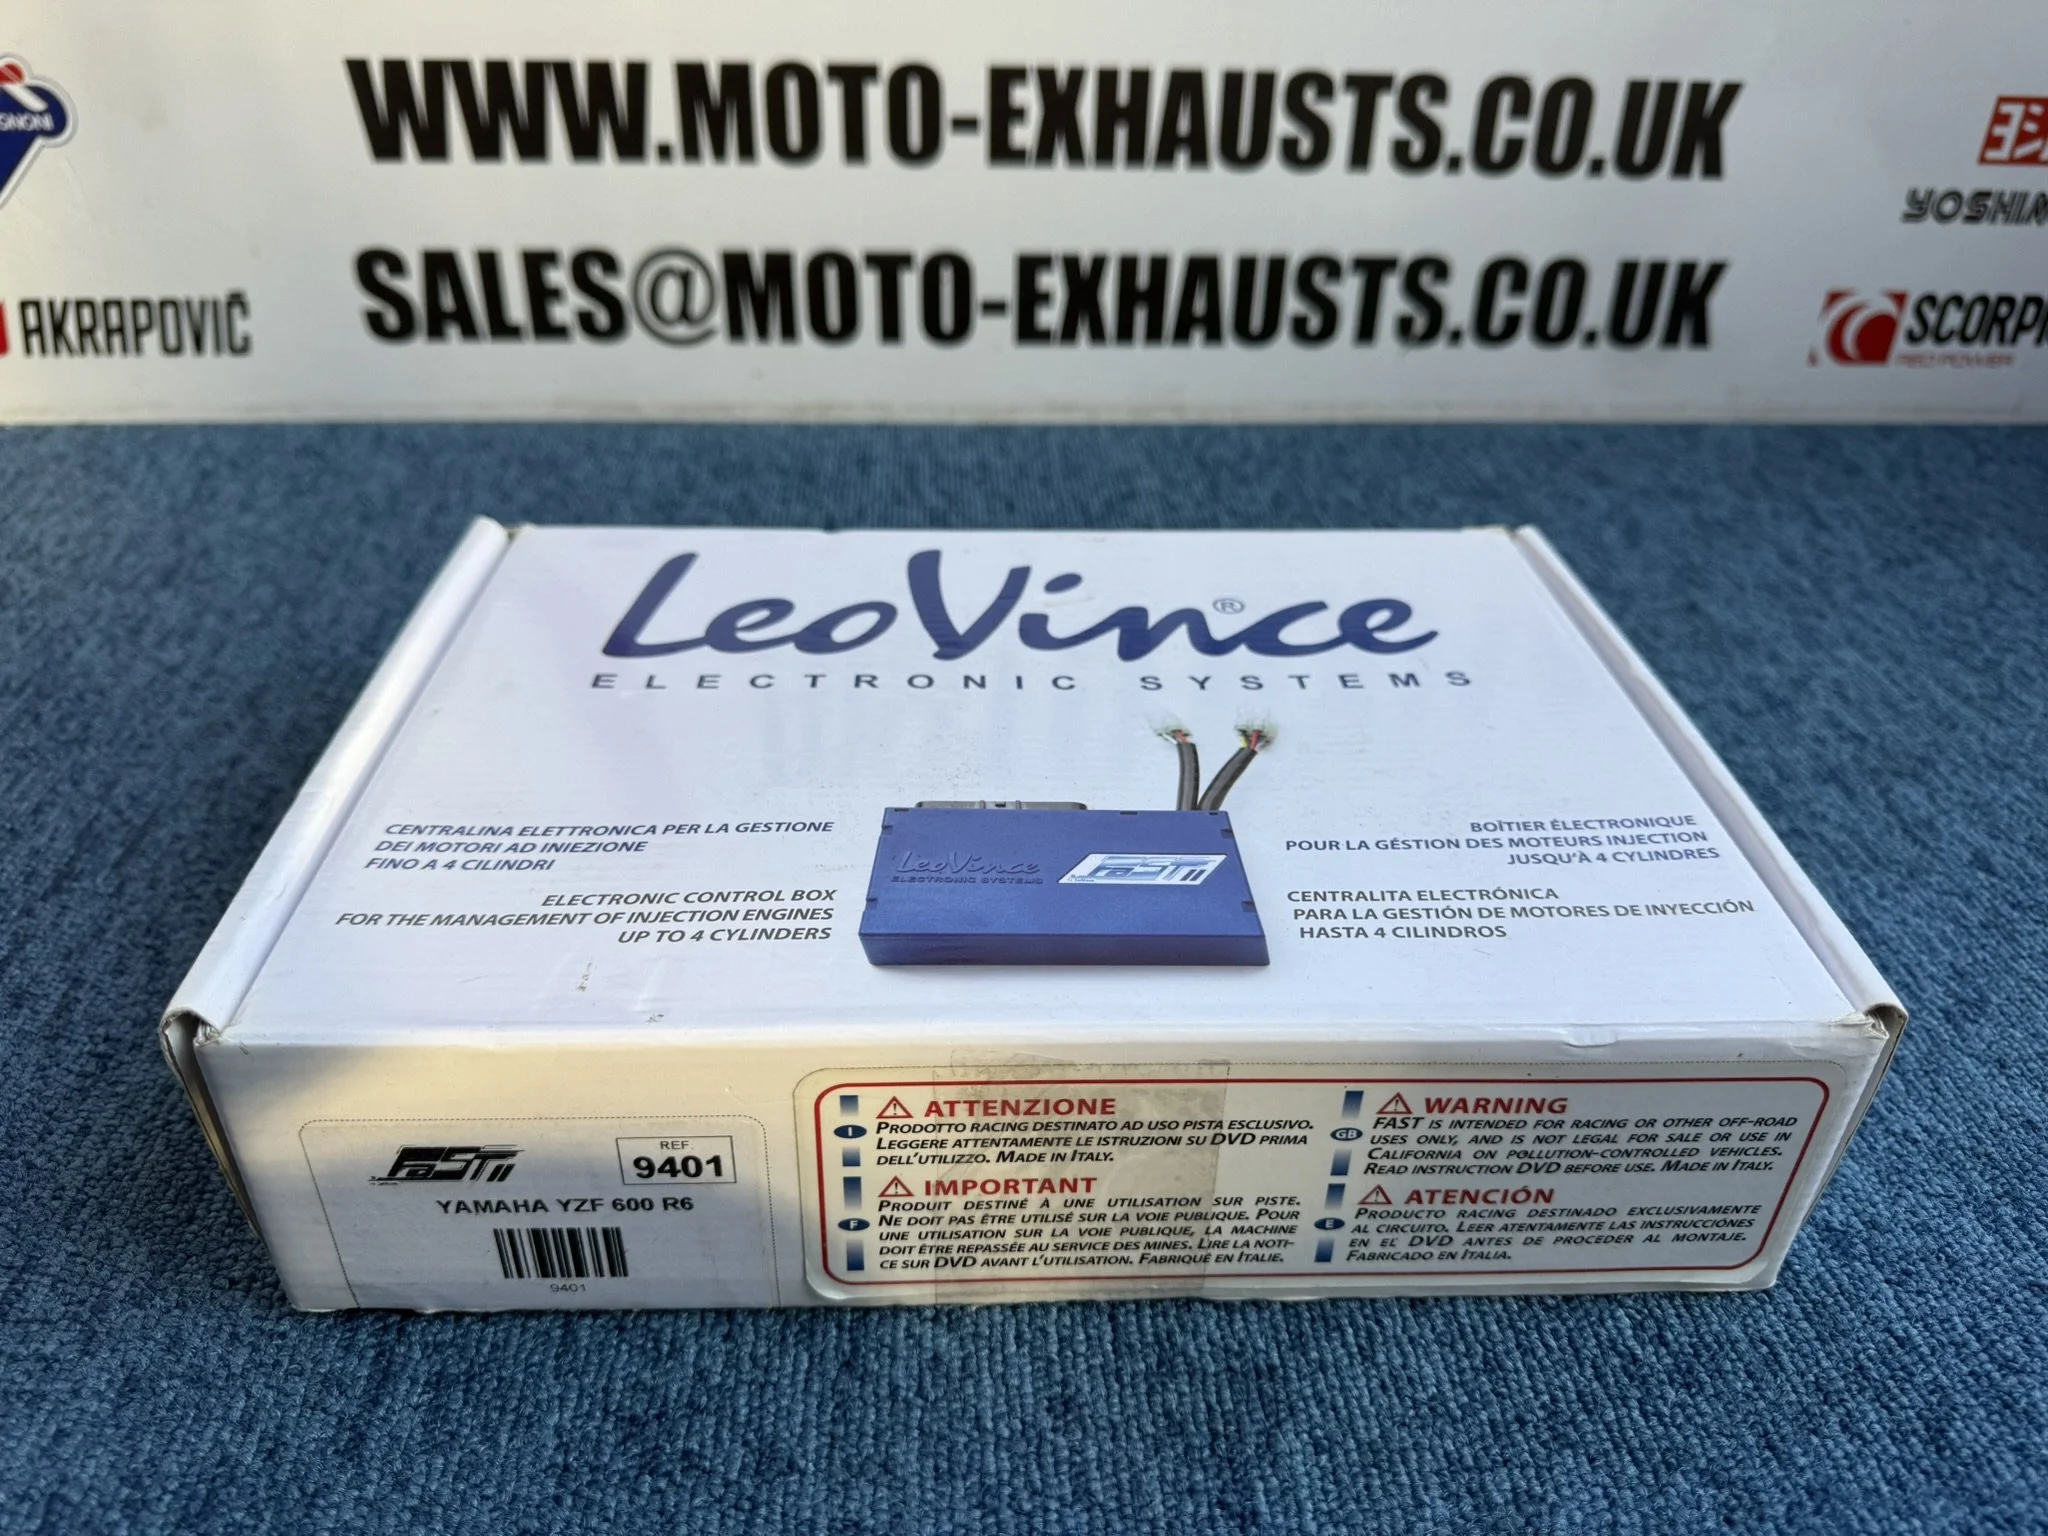 WWW.MOTO-EXHAUSTS.CO.UK
SALES@MOTO-EXHAUSTS.CO.UK
AKRAPOVIČ
LeoVince®
ELECTRONIC SYSTEMS
CENTRALINA ELETTRONICA PER LA GESTIONE
DEI MOTORI AD INIEZIONE
FINO A 4 CILINDRI
ELECTRONIC CONTROL BOX
FOR THE MANAGEMENT OF INJECTION ENGINES
UP TO 4 CYLINDERS
LeoVince
ELECTRONIC SYSTEMS
FaST II
BOÎTIER ÉLECTRONIQUE
POUR LA GÉSTION DES MOTEURS INJECTION
JUSQU'À 4 CYLINDRES
CENTRALITA ELECTRÓNICA
PARA LA GESTIÓN DE MOTORES DE INYECCIÓN
HASTA 4 CILINDROS
FaST II
REF.
9401
YAMAHA YZF 600 R6
9401
I
ATTENZIONE
PRODOTTO RACING DESTINATO AD USO PISTA ESCLUSIVO.
LEGGERE ATTENTAMENTE LE ISTRUZIONI SU DVD PRIMA
DELL'UTILIZZO. MADE IN ITALY.
F
IMPORTANT
PRODUIT DESTINÉ À UNE UTILISATION SUR PISTE.
NE DOIT PAS ÊTRE UTILISÉ SUR LA VOIE PUBLIQUE. POUR
UNE UTILISATION SUR LA VOIE PUBLIQUE, LA MACHINE
DOIT ÊTRE REPASSÉE AU SERVICE DES MINES. LIRE LA NOTI-
CE SUR DVD AVANT L'UTILISATION. FABRIQUÉ EN ITALIE.
GB
WARNING
FAST IS INTENDED FOR RACING OR OTHER OFF-ROAD
USES ONLY, AND IS NOT LEGAL FOR SALE OR USE IN
CALIFORNIA ON POLLUTION-CONTROLLED VEHICLES.
READ INSTRUCTION DVD BEFORE USE. MADE IN ITALY.
E
ATENCIÓN
PRODUCTO RACING DESTINADO EXCLUSIVAMENTE
AL CIRCUITO. LEER ATENTAMENTE LAS INSTRUCCIÓNES
EN EL DVD ANTES DE PROCEDER AL MONTAJE.
FABRICADO EN ITALIA.